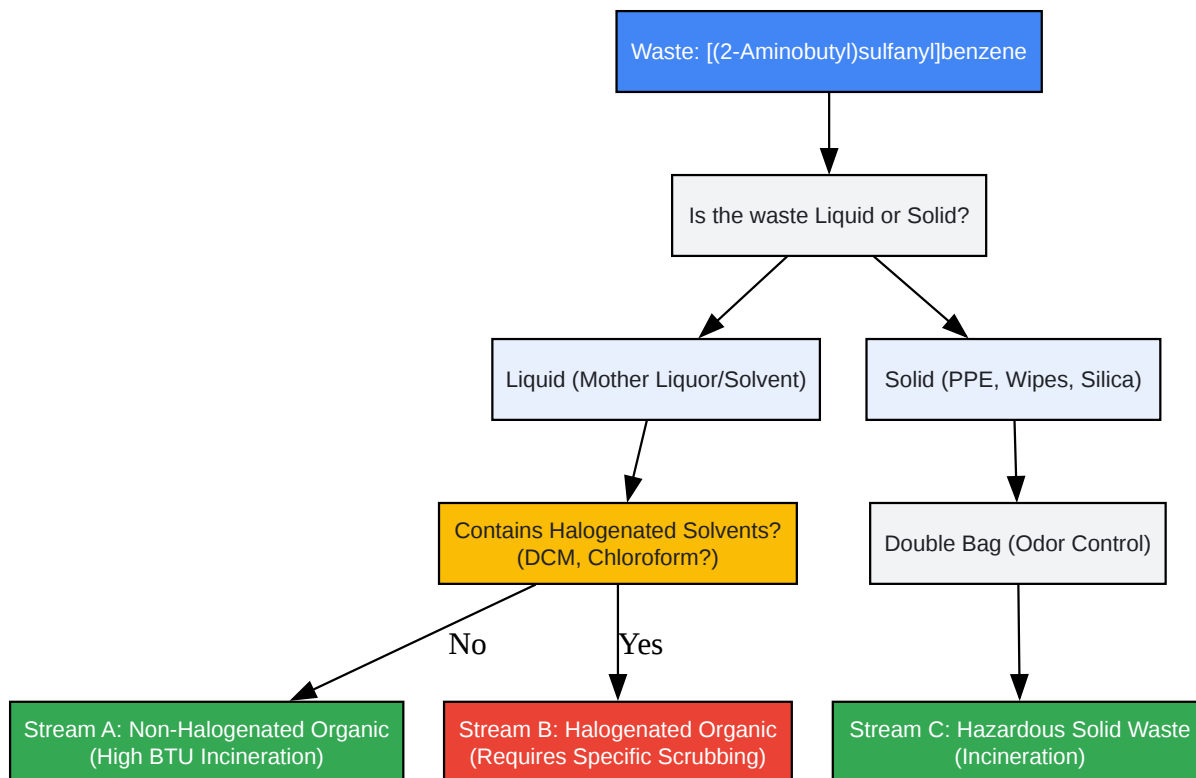 Waste: [(2-Aminobutyl)sulfanyl]benzene
Is the waste Liquid or Solid?
Liquid (Mother Liquor/Solvent)
Solid (PPE, Wipes, Silica)
Contains Halogenated Solvents?
(DCM, Chloroform?)
Double Bag (Odor Control)
No
Yes
Stream A: Non-Halogenated Organic
(High BTU Incineration)
Stream B: Halogenated Organic
(Requires Specific Scrubbing)
Stream C: Hazardous Solid Waste
(Incineration)